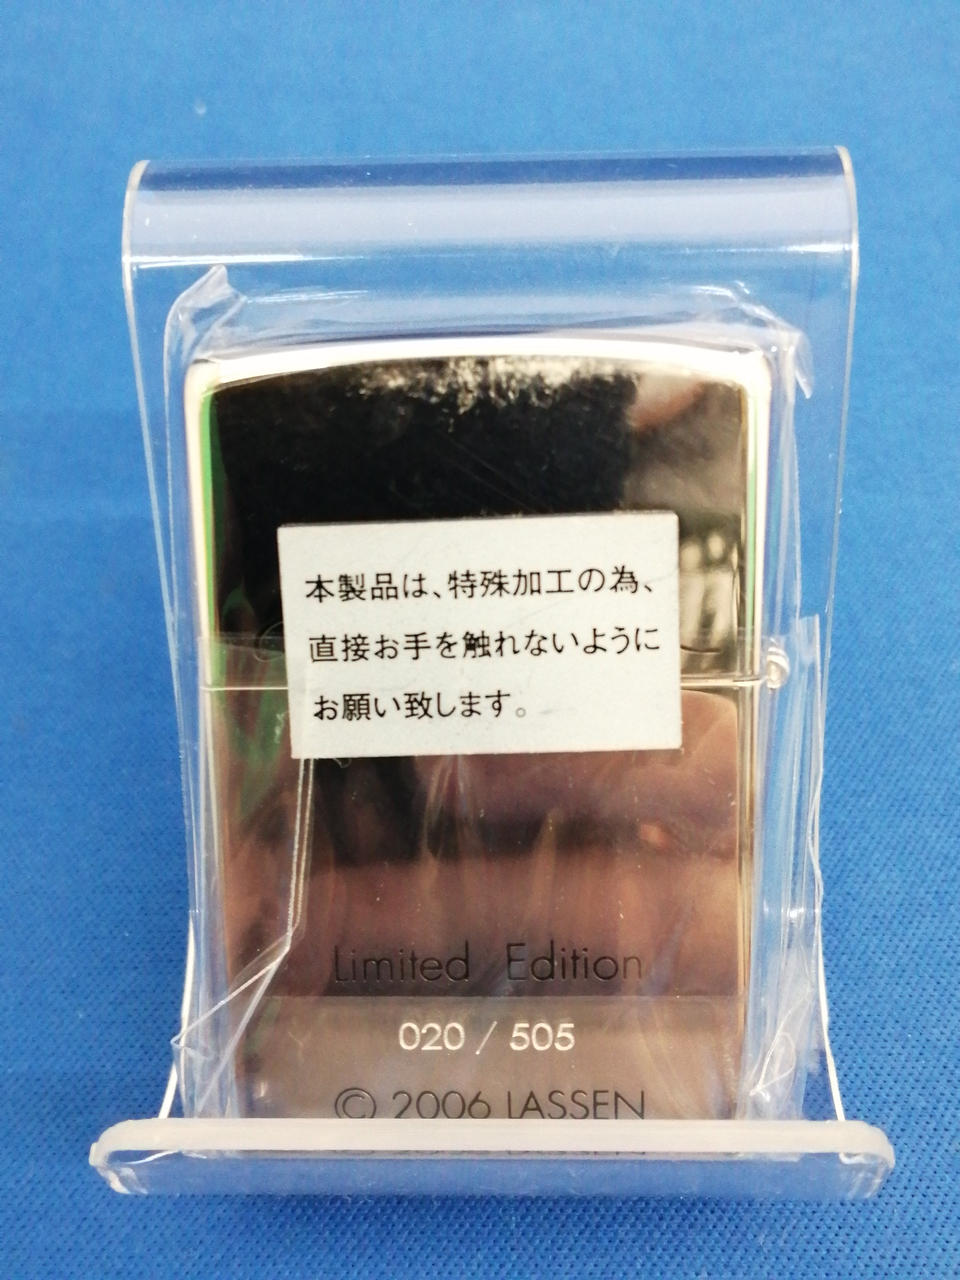 本製品は、特殊加工の為、
直接お手を触れないように
お願い致します。
Limited Edition
020 / 505
© 2006 LASSEN